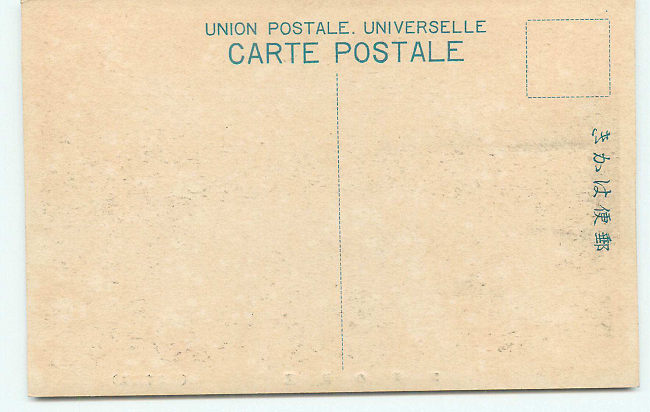 UNION POSTALE. UNIVERSELLE
CARTE POSTALE
郵便はかき